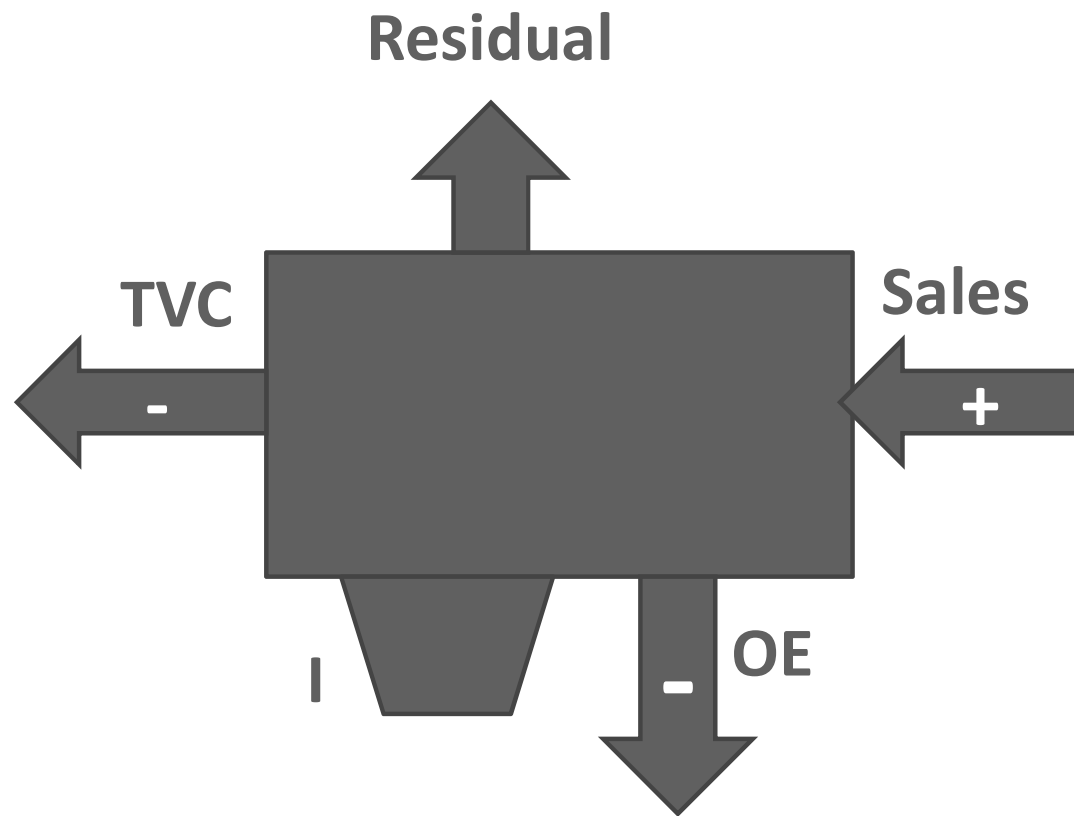 Residual
TVC
Sales
-
+
I
OE
-